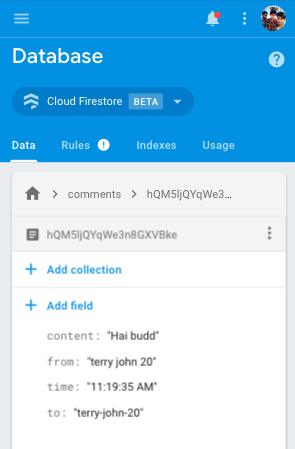 Database
Cloud Firestore BETA
Data Rules Indexes Usage
comments hQM5ljQYqWe3...
hQM5ljQYqWe3n8GXVBke
Add collection
Add field
content: "Hai budd"
from: "terry john 20"
time: "11:19:35 AM"
to: "terry-john-20"